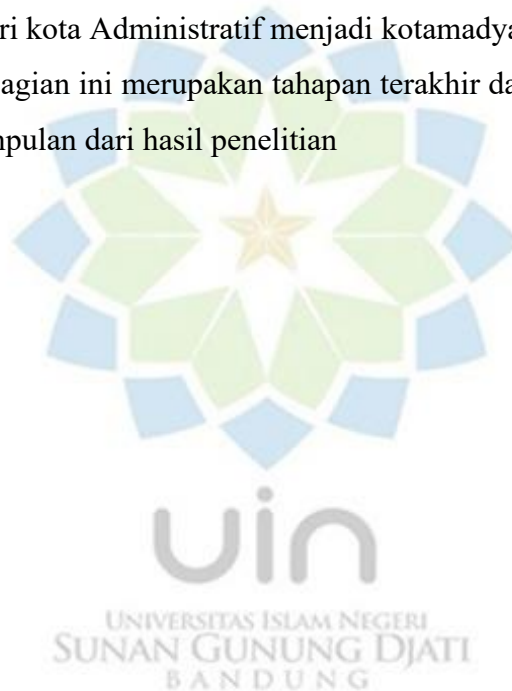 ri kota Administratif menjadi kotamadya
agian ini merupakan tahapan terakhir da
npulan dari hasil penelitian
uin
UNIVERSITAS ISLAM NEGERI
SUNAN GUNUNG DJATI
BANDUNG